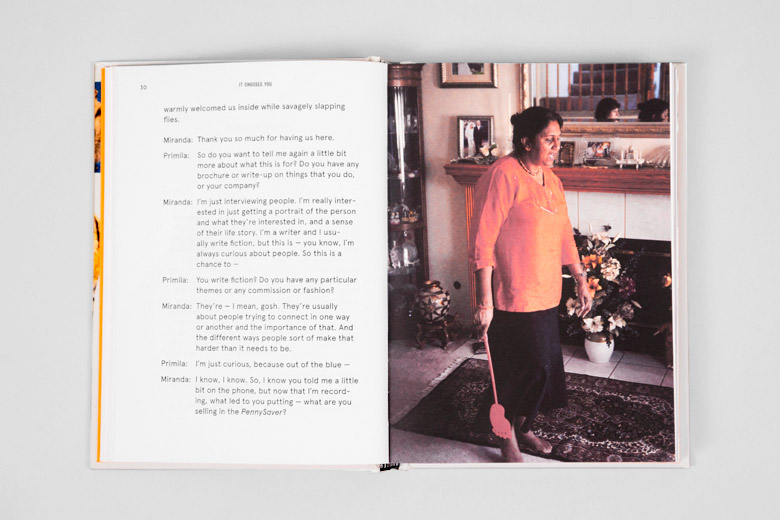 30
IT CHOOSES YOU
warmly welcomed us inside while savagely slapping
flies.
Miranda: Thank you so much for having us here.
Primila: So do you want to tell me again a little bit
more about what this is for? Do you have any
brochure or write-up on things that you do,
or your company?
Miranda: I'm just interviewing people. I'm really inter-
ested in just getting a portrait of the person
and what they're interested in, and a sense
of their life story. I'm a writer and I usu-
ally write fiction, but this is — you know, I'm
always curious about people. So this is a
chance to —
Primila: You write fiction? Do you have any particular
themes or any commission or fashion?
Miranda: They're — I mean, gosh. They're usually
about people trying to connect in one way
or another and the importance of that. And
the different ways people sort of make that
harder than it needs to be.
Primila: I'm just curious, because out of the blue —
Miranda: I know, I know. So, I know you told me a little
bit on the phone, but now that I'm record-
ing, what led you putting — what are you
selling in the PennySaver?